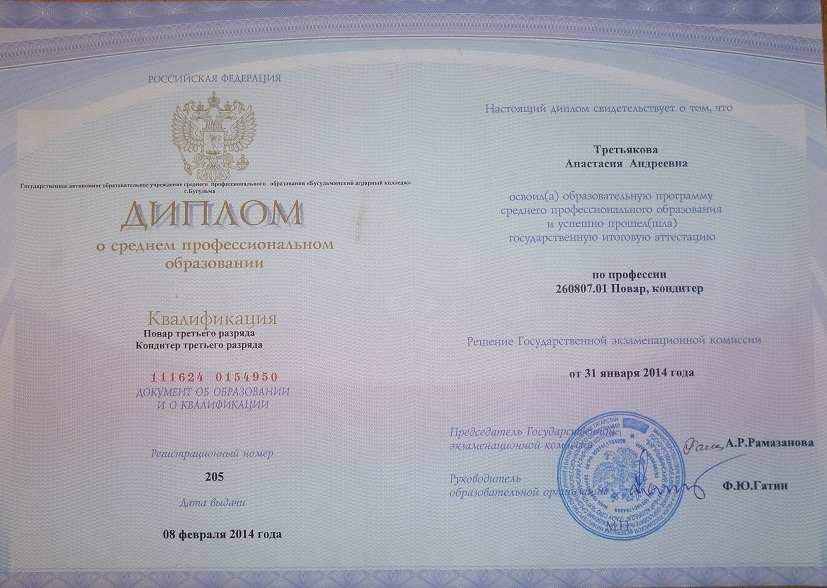 РОССИЙСКАЯ ФЕДЕРАЦИЯ
Государственное автономное образовательное учреждение среднего профессионального образования «Бугульминский аграрный колледж»
г.Бугульма
ДИПЛОМ
о среднем профессиональном
образовании
Квалификация
Повар третьего разряда
Кондитер третьего разряда
111624 0154950
ДОКУМЕНТ ОБ ОБРАЗОВАНИИ
И О КВАЛИФИКАЦИИ
Регистрационный номер
205
Дата выдачи
08 февраля 2014 года
Настоящий диплом свидетельствует о том, что
Третьякова
Анастасия Андреевна
освоил(а) образовательную программу
среднего профессионального образования
и успешно прошел(шла)
государственную итоговую аттестацию
по профессии
260807.01 Повар, кондитер
Решение Государственной экзаменационной комиссии
от 31 января 2014 года
Председатель Государственной
экзаменационной комиссии
А.Р.Рамазанова
Руководитель
образовательной организации
Ф.Ю.Гатин
М.П.